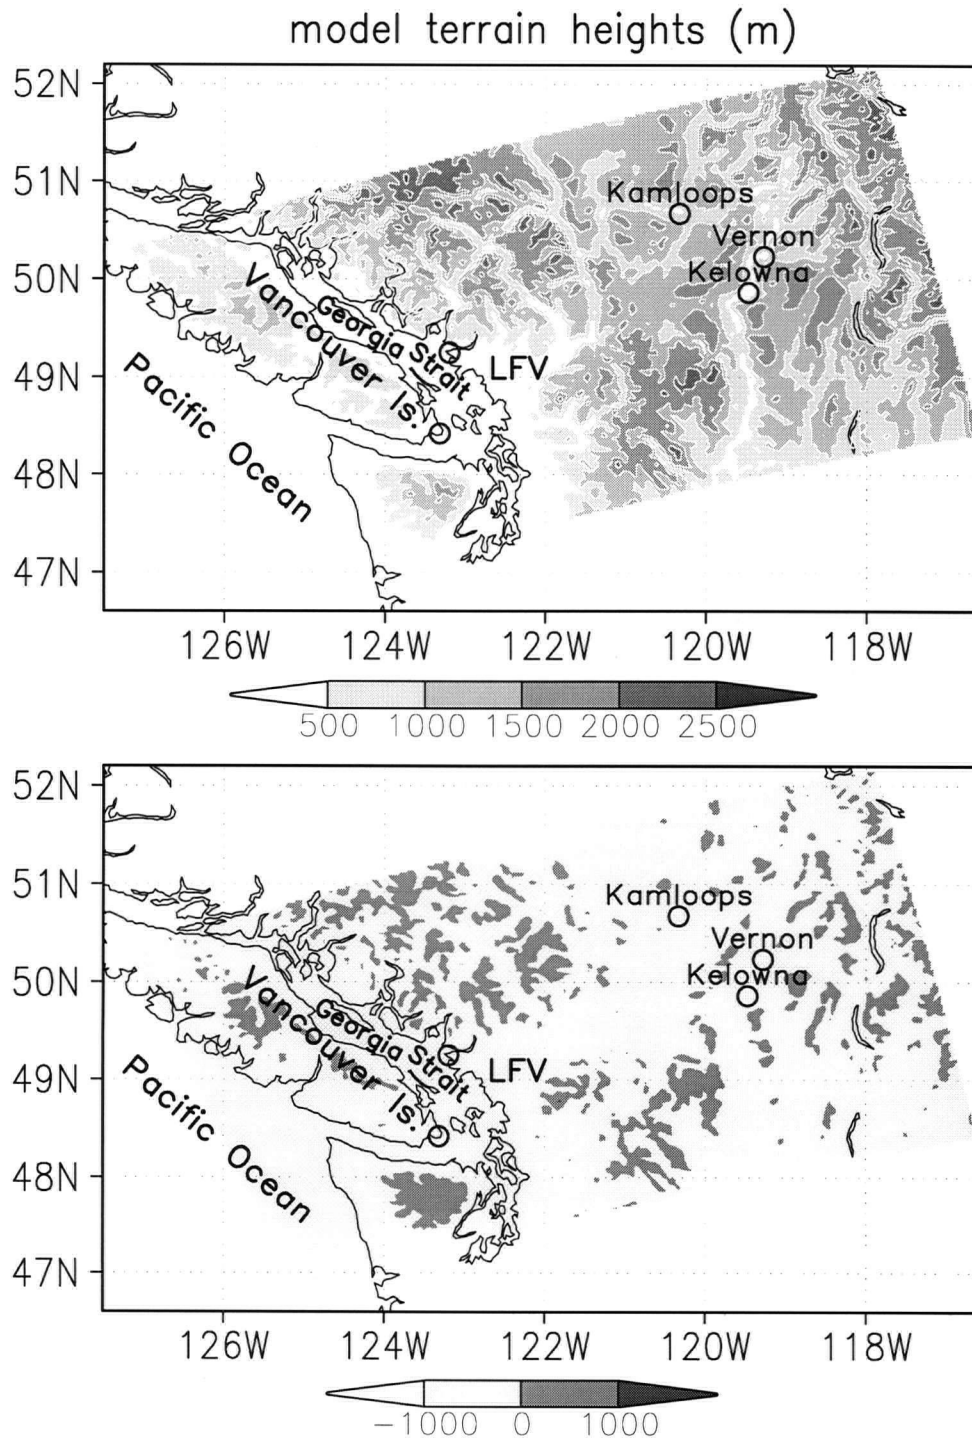 model terrain heights (m)
52N
51N
50N
49N
48N
47N
Kamloops
Vernon
Kelowna
Vancouver Is.
Georgia Strait
LFV
Pacific Ocean
126W 124W 122W 120W 118W
500 1000 1500 2000 2500
52N
51N
50N
49N
48N
47N
Kamloops
Vernon
Kelowna
Vancouver Is.
Georgia Strait
LFV
Pacific Ocean
126W 124W 122W 120W 118W
-1000 0 1000